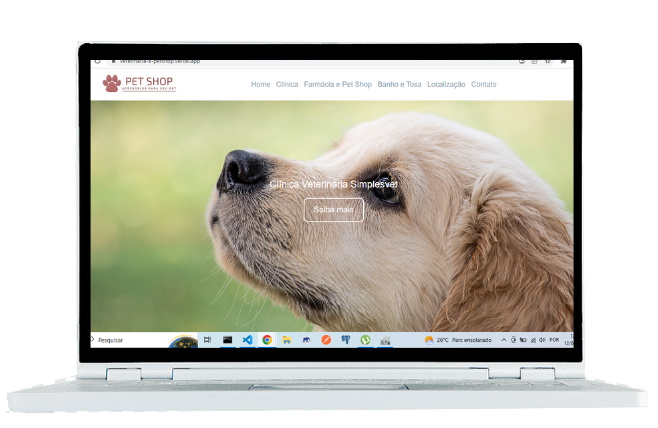 veterinaria-e-petshop.vercel.app
PET SHOP
ACESSÓRIOS PARA SEU PET
Home Clínica Farmácia e Pet Shop Banho e Tosa Localização Contato
Clínica Veterinária Simplesvet
Saiba mais
Pesquisar
26°C Parc ensolarado
POR